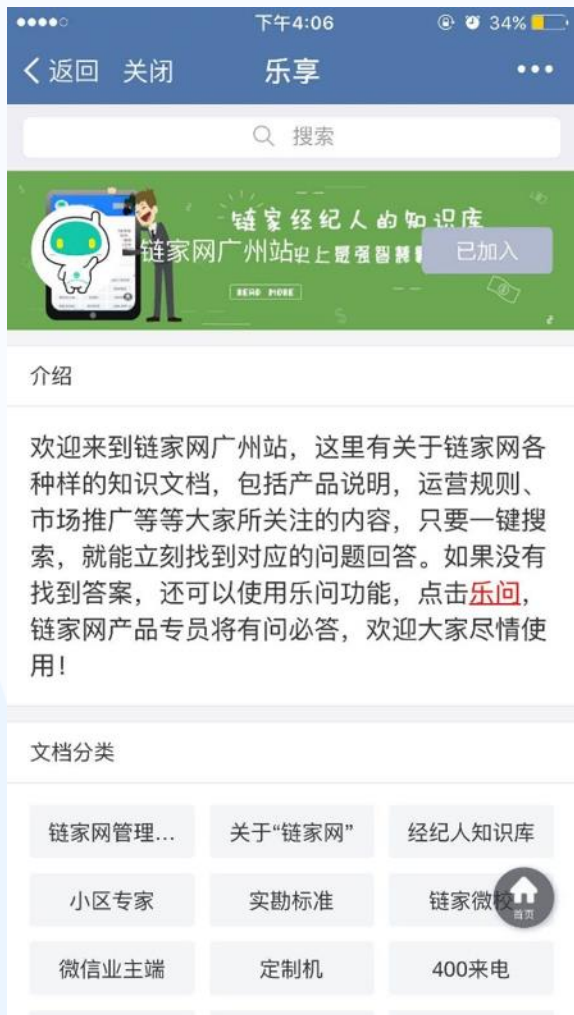 下午4:06
34%
返回 关闭 乐享
搜索
链家经纪人的知识库
链家网广州站
史上最强智慧
已加入
READ MORE
介绍
欢迎来到链家网广州站，这里有关于链家网各
种样的知识文档，包括产品说明，运营规则、
市场推广等等大家所关注的内容，只要一键搜
索，就能立刻找到对应的问题回答。如果没有
找到答案，还可以使用乐问功能，点击乐问，
链家网产品专员将有问必答，欢迎大家尽情使
用！
文档分类
链家网管理... 关于“链家网” 经纪人知识库
小区专家 实勘标准 链家微校
首页
微信业主端 定制机 400来电